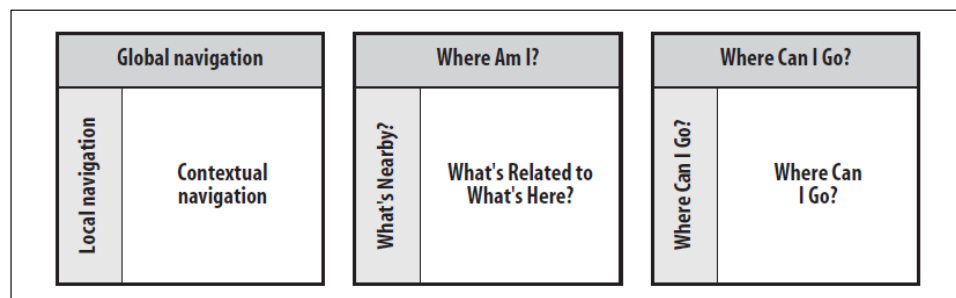 Global navigation
Local navigation
Contextual
navigation
Where Am I?
What's Nearby?
What's Related to
What's Here?
Where Can I Go?
Where Can I Go?
Where Can
I Go?